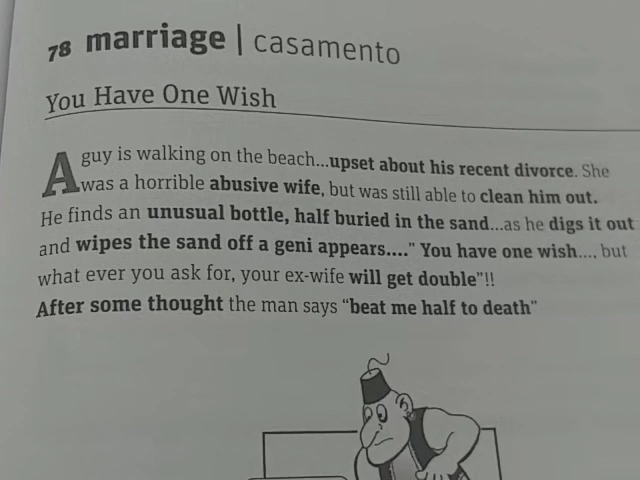 78 marriage | casamento
You Have One Wish
A guy is walking on the beach...upset about his recent divorce. She
was a horrible abusive wife, but was still able to clean him out.
He finds an unusual bottle, half buried in the sand...as he digs it out
and wipes the sand off a geni appears...." You have one wish...., but
what ever you ask for, your ex-wife will get double"!!
After some thought the man says "beat me half to death"